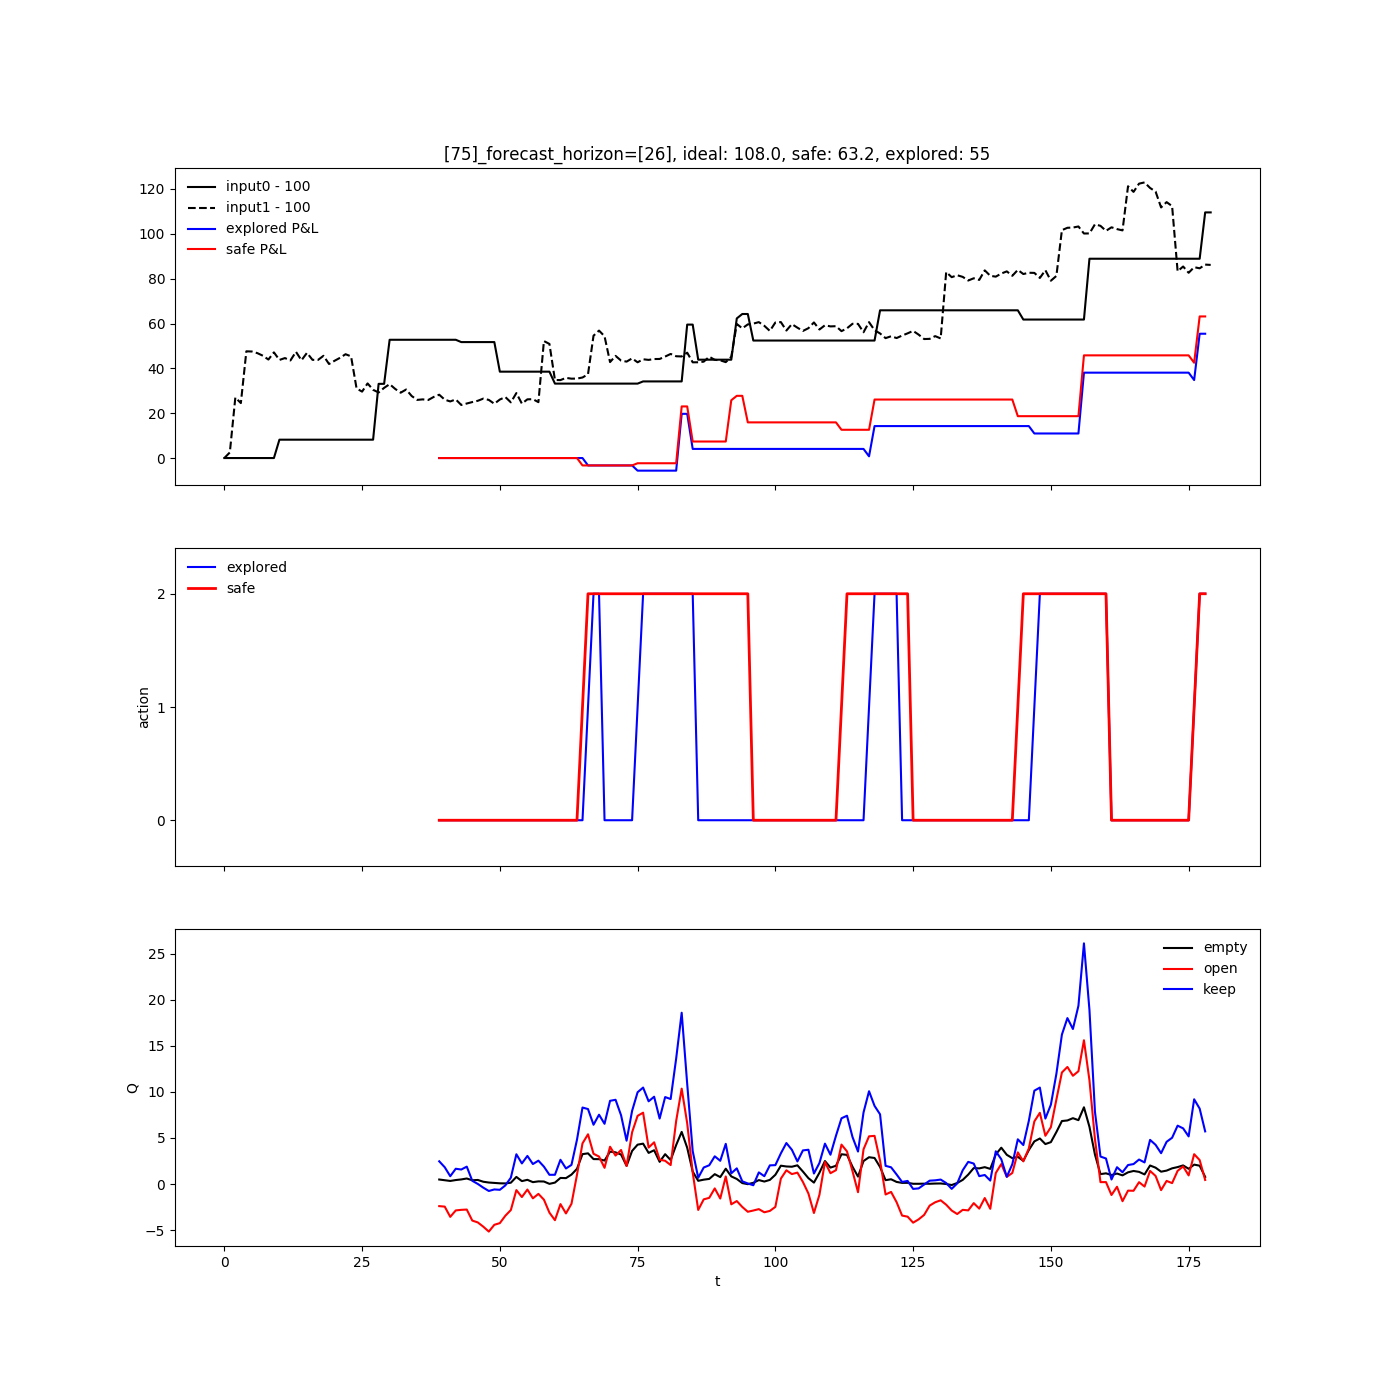 [75]_forecast_horizon=[26], ideal: 108.0, safe: 63.2, explored: 55
input0 - 100
input1 - 100
explored P&L
safe P&L
120
100
80
60
40
20
0
explored
safe
2
1
0
action
empty
open
keep
25
20
15
10
5
0
−5
Q
0 25 50 75 100 125 150 175
t